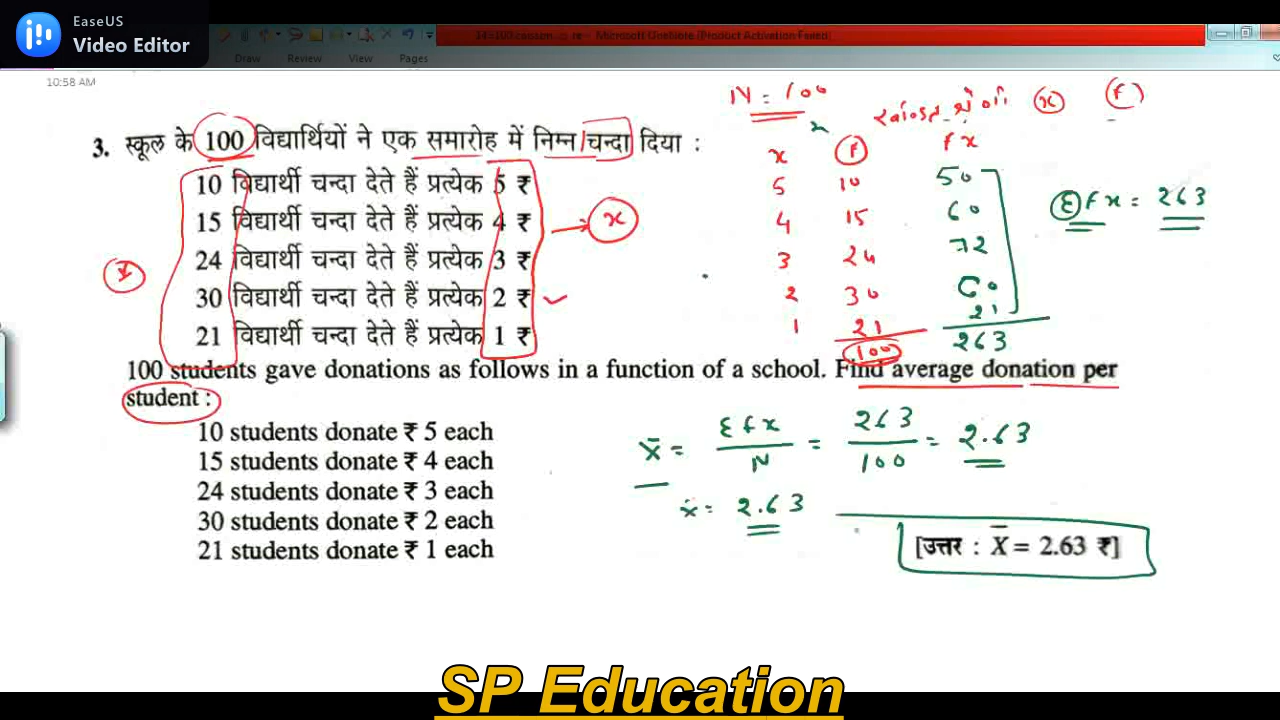 EaseUS
Video Editor
Draw Review View Pages
10:58 AM
N = 100
x f
3. स्कूल के 100 विद्यार्थियों ने एक समारोह में निम्न चन्दा दिया :
x f fx
10 विद्यार्थी चन्दा देते हैं प्रत्येक 5 ₹
15 विद्यार्थी चन्दा देते हैं प्रत्येक 4 ₹
24 विद्यार्थी चन्दा देते हैं प्रत्येक 3 ₹
30 विद्यार्थी चन्दा देते हैं प्रत्येक 2 ₹
21 विद्यार्थी चन्दा देते हैं प्रत्येक 1 ₹
x
5 10 50
4 15 60
3 24 72
2 30 60
1 21 21
100 263
Σfx = 263
100 students gave donations as follows in a function of a school. Find average donation per
student :
10 students donate ₹ 5 each
15 students donate ₹ 4 each
24 students donate ₹ 3 each
30 students donate ₹ 2 each
21 students donate ₹ 1 each
X̄ = Σfx / N = 263 / 100 = 2.63
x̄ = 2.63
[उत्तर : X̄ = 2.63 ₹]
SP Education